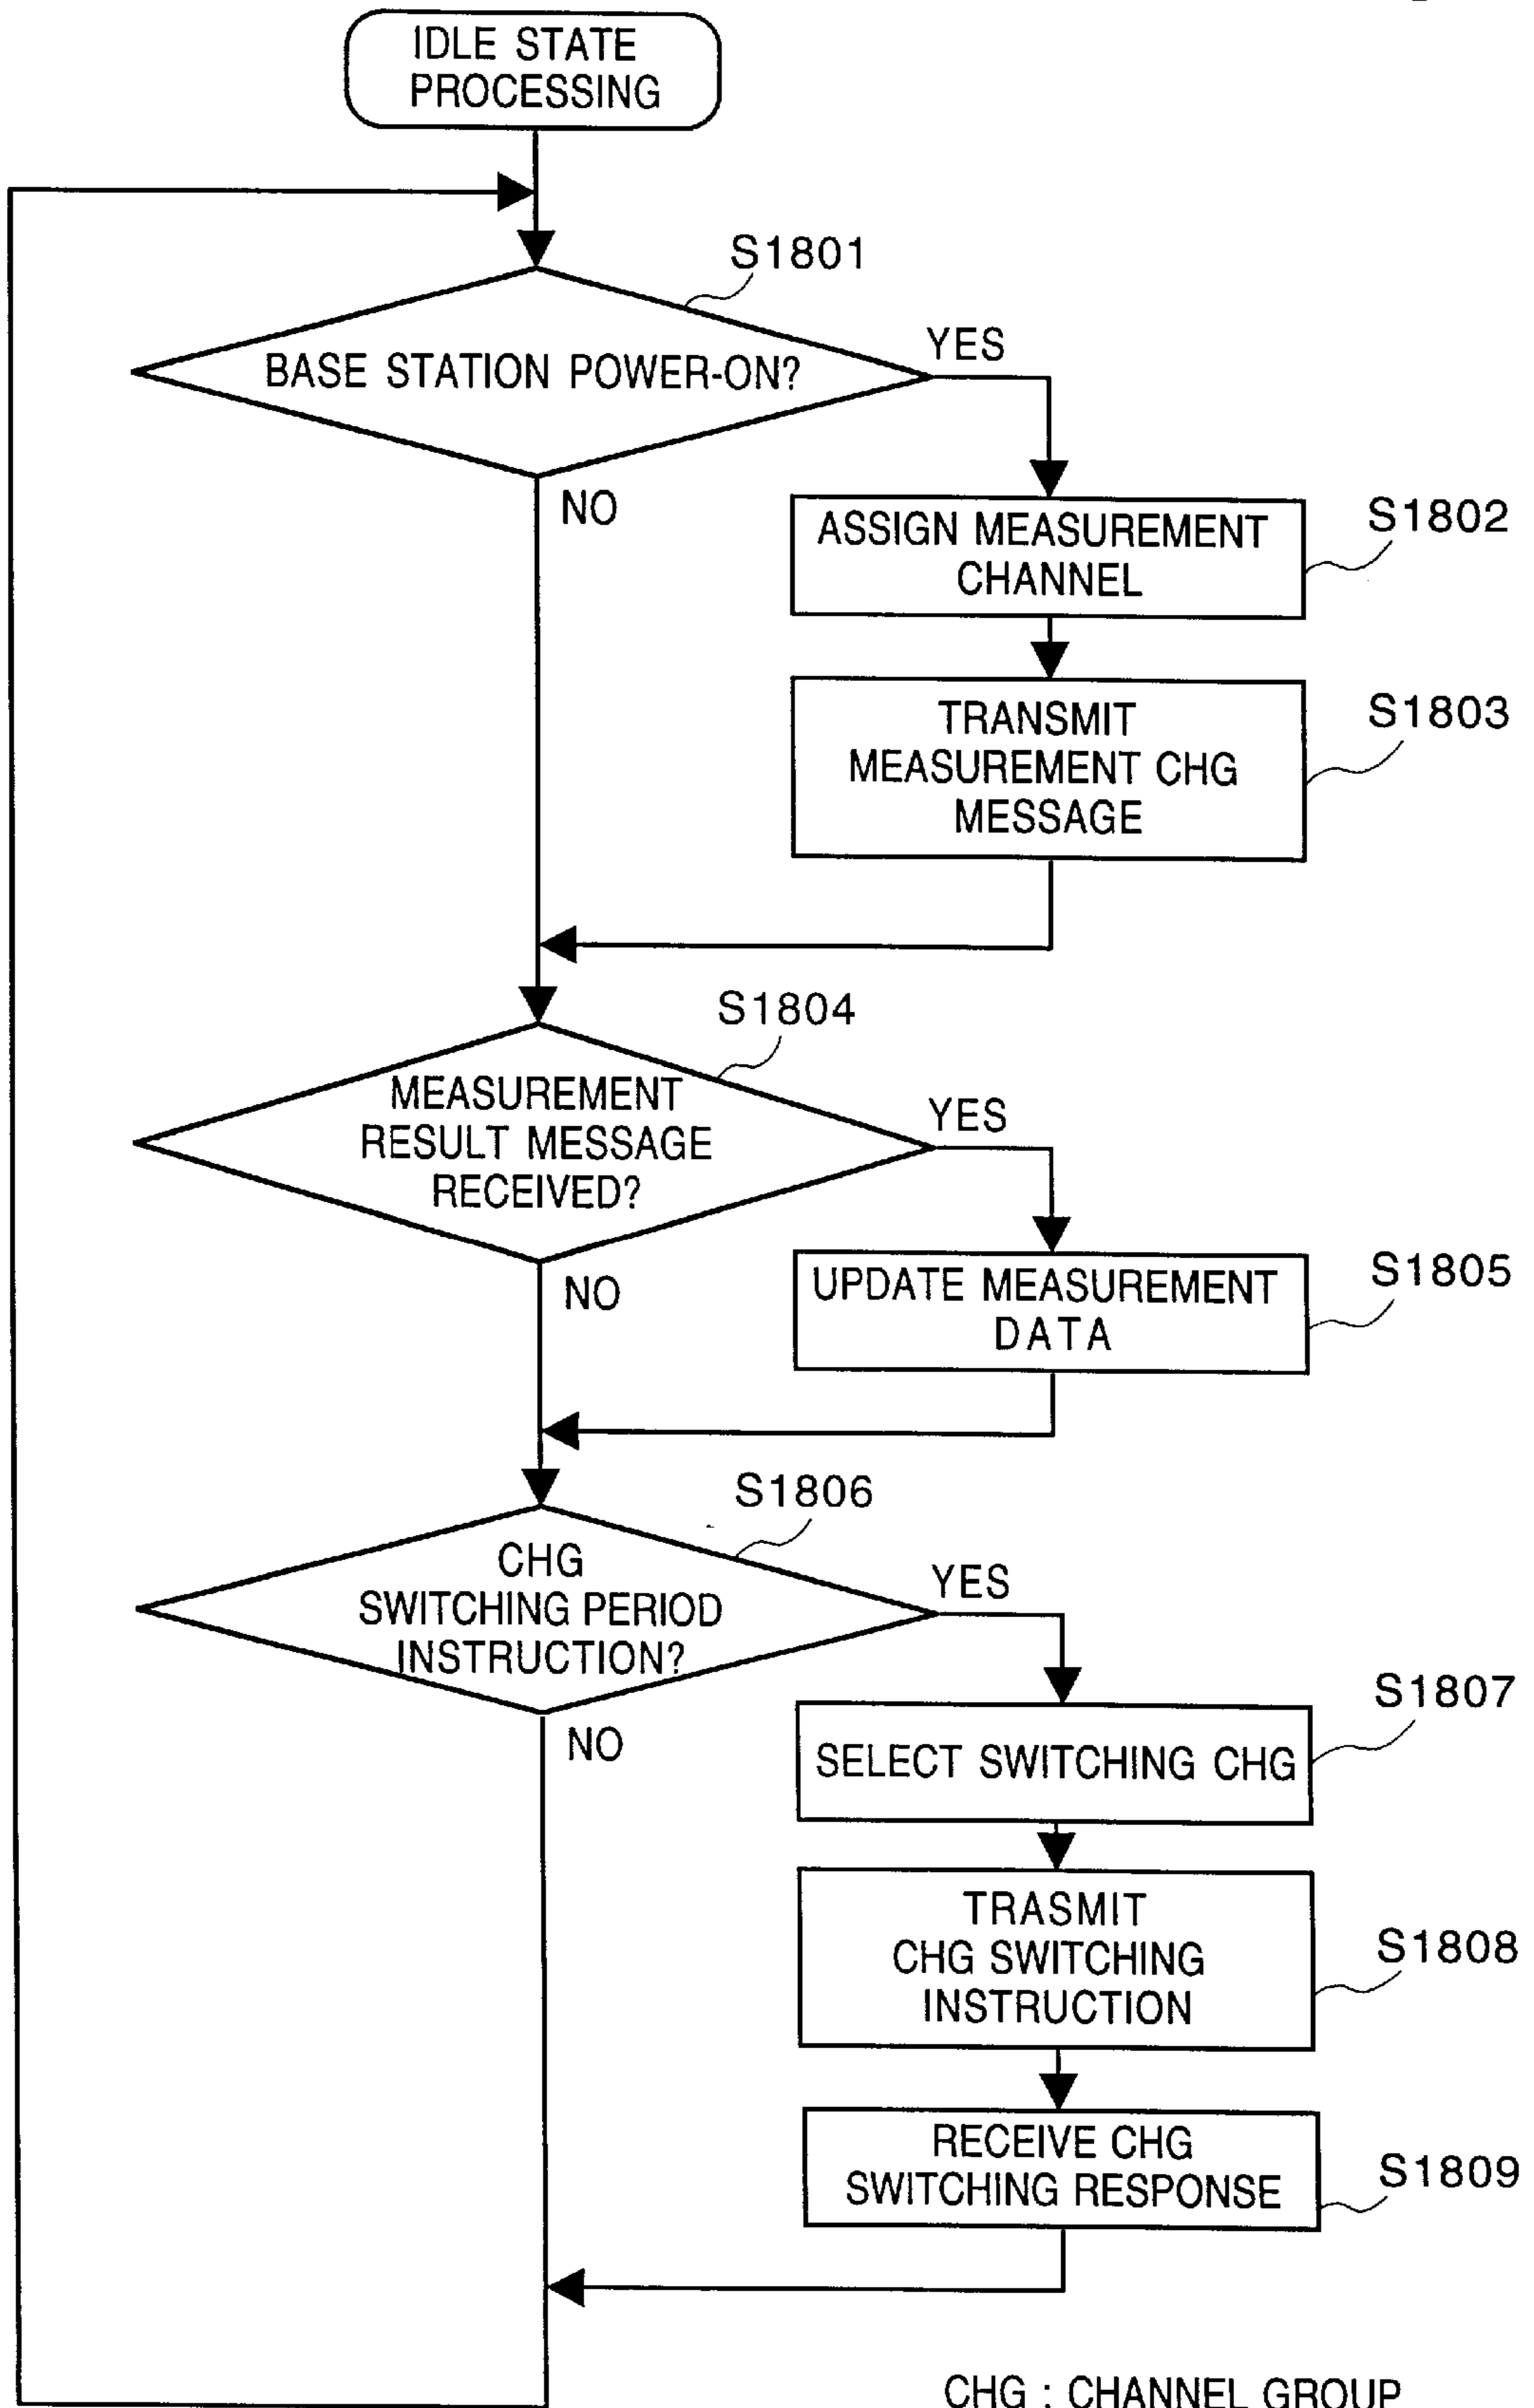 IDLE STATE
PROCESSING
S1801
BASE STATION POWER-ON?
YES
NO
ASSIGN MEASUREMENT
CHANNEL
S1802
TRANSMIT
MEASUREMENT CHG
MESSAGE
S1803
S1804
MEASUREMENT
RESULT MESSAGE
RECEIVED?
YES
NO
UPDATE MEASUREMENT
DATA
S1805
S1806
CHG
SWITCHING PERIOD
INSTRUCTION?
YES
NO
SELECT SWITCHING CHG
S1807
TRASMIT
CHG SWITCHING
INSTRUCTION
S1808
RECEIVE CHG
SWITCHING RESPONSE
S1809
CHG : CHANNEL GROUP